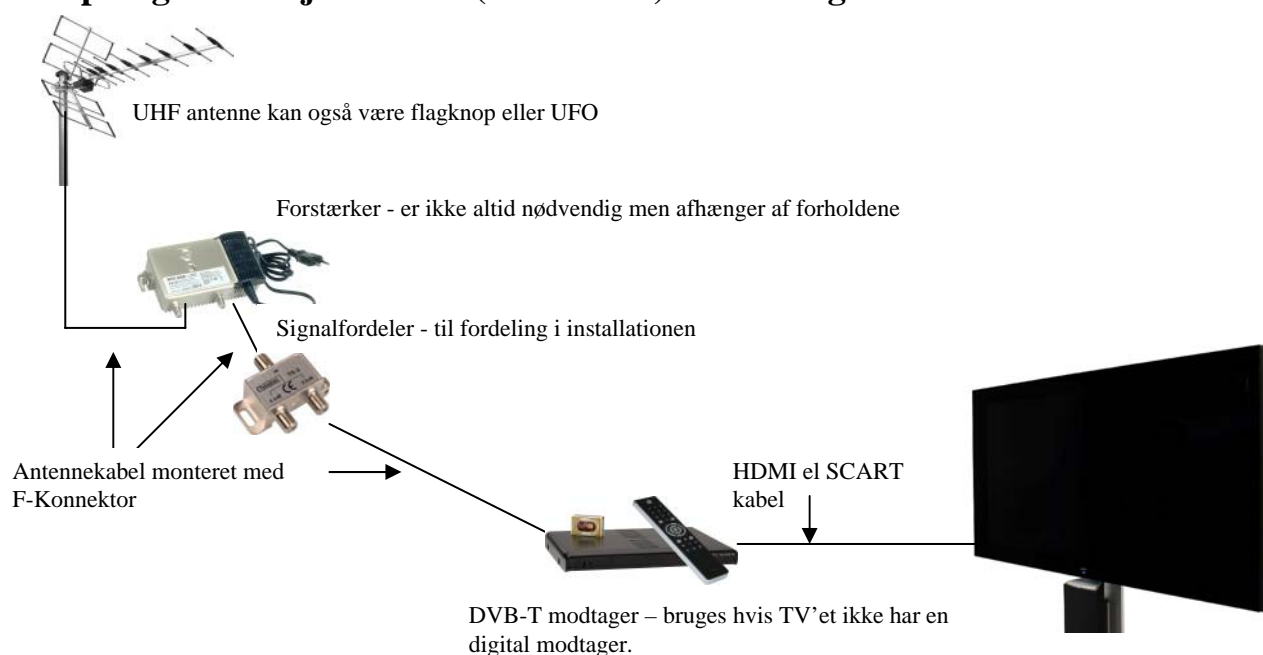 UHF antenne kan også være flagknop eller UFO
Forstærker - er ikke altid nødvendig men afhænger af forholdene
Signalfordeler - til fordeling i installationen
Antennekabel monteret med
F-Konnektor
HDMI el SCART
kabel
DVB-T modtager – bruges hvis TV’et ikke har en
digital modtager.